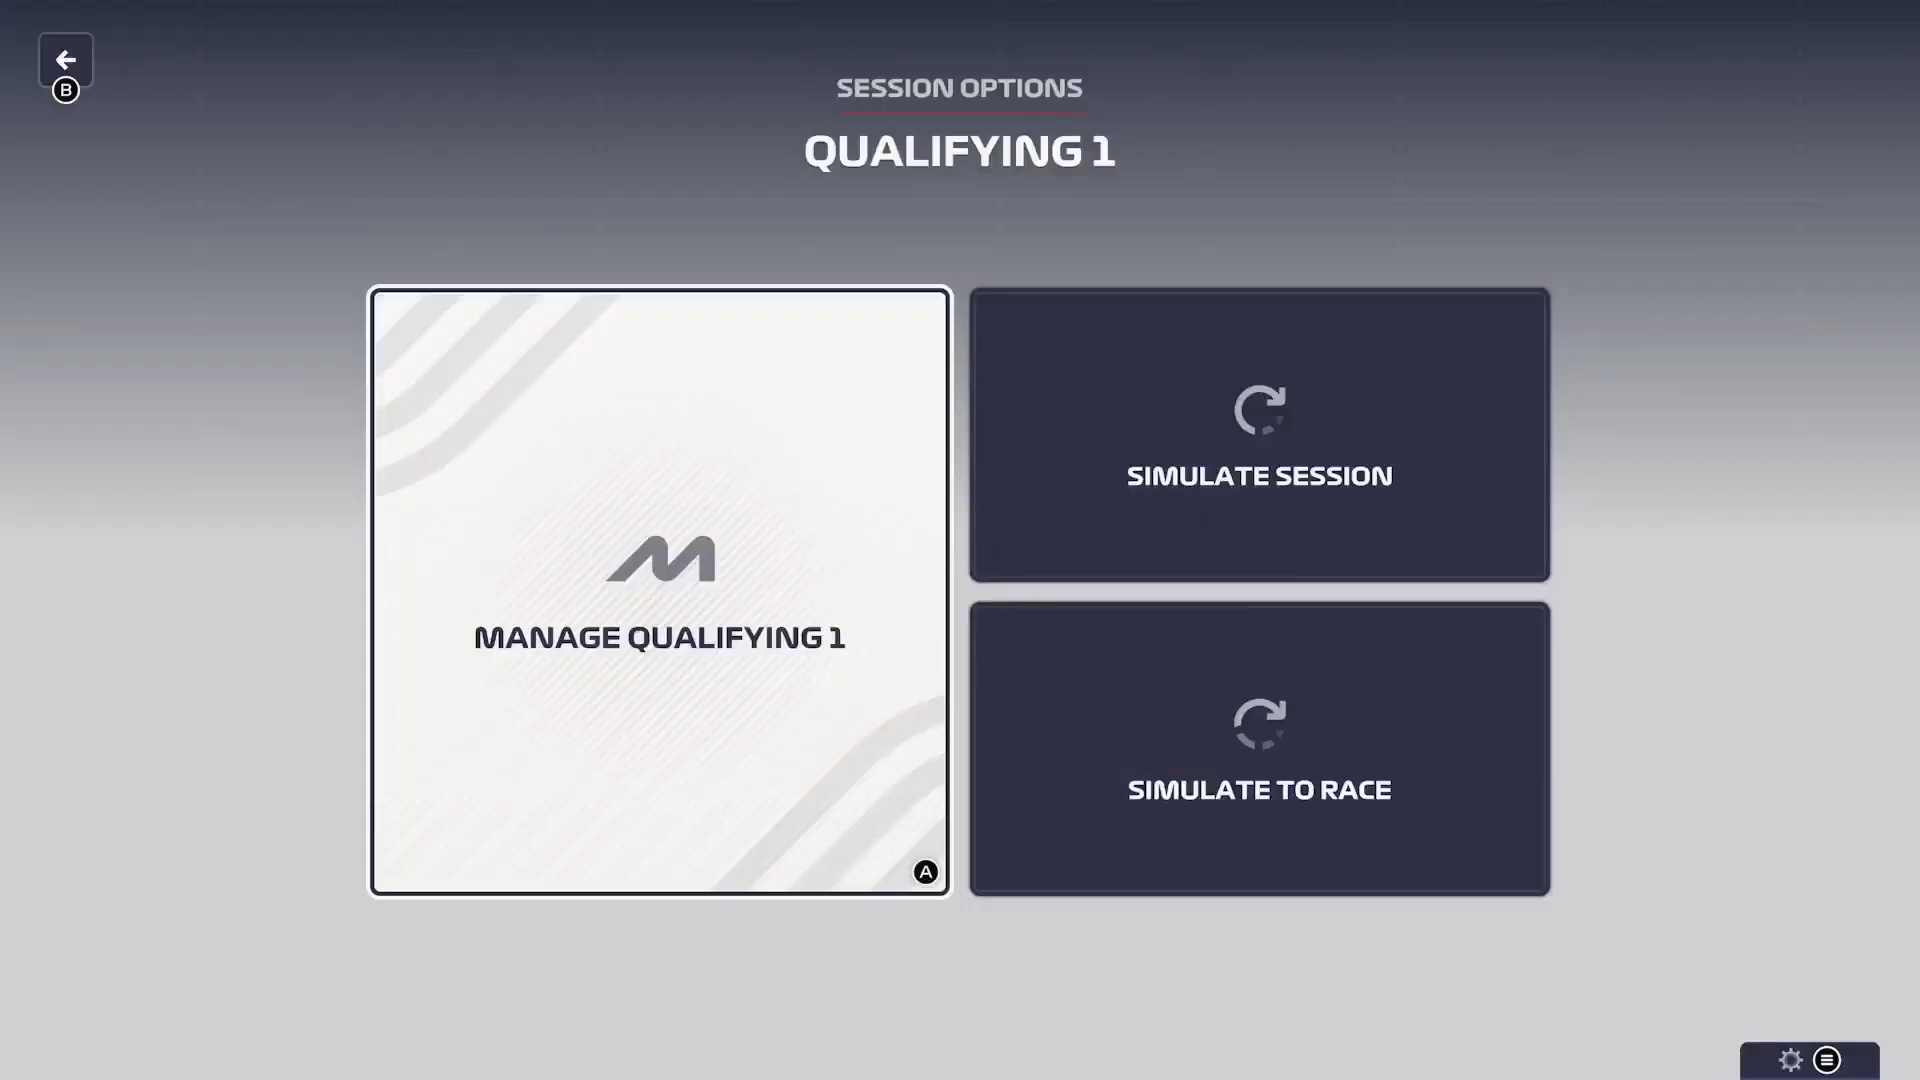 B
SESSION OPTIONS
QUALIFYING 1
MANAGE QUALIFYING 1
A
SIMULATE SESSION
SIMULATE TO RACE